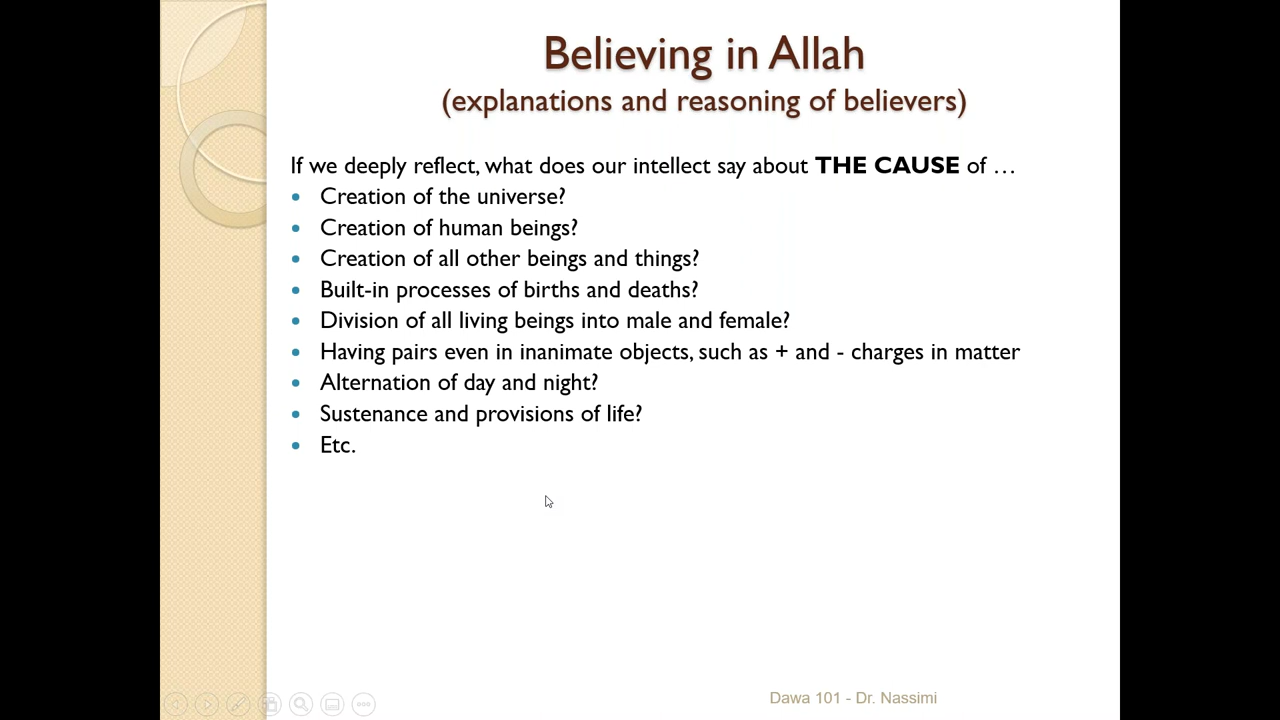 Believing in Allah
(explanations and reasoning of believers)
If we deeply reflect, what does our intellect say about THE CAUSE of …
• Creation of the universe?
• Creation of human beings?
• Creation of all other beings and things?
• Built-in processes of births and deaths?
• Division of all living beings into male and female?
• Having pairs even in inanimate objects, such as + and - charges in matter
• Alternation of day and night?
• Sustenance and provisions of life?
• Etc.
Dawa 101 - Dr. Nassimi